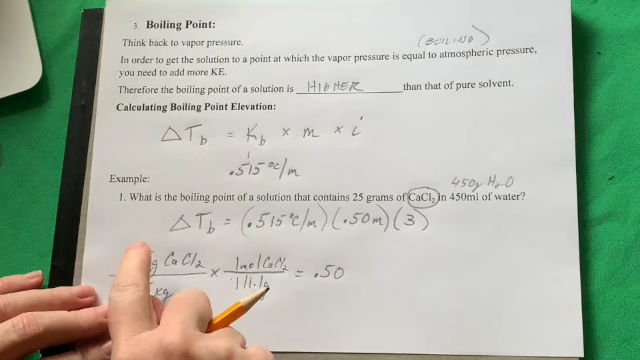 3. Boiling Point:
Think back to vapor pressure.
(BOILING)
In order to get the solution to a point at which the vapor pressure is equal to atmospheric pressure,
you need to add more KE.
Therefore the boiling point of a solution is HIGHER than that of pure solvent.
Calculating Boiling Point Elevation:
ΔTb = Kb × m × i
.515°C/m
Example:
450g H2O
1. What is the boiling point of a solution that contains 25 grams of CaCl2 in 450ml of water?
ΔTb = (.515°C/m)(.50m)(3)
g CaCl2 × 1mol CaCl2 = .50
kg 111.1g